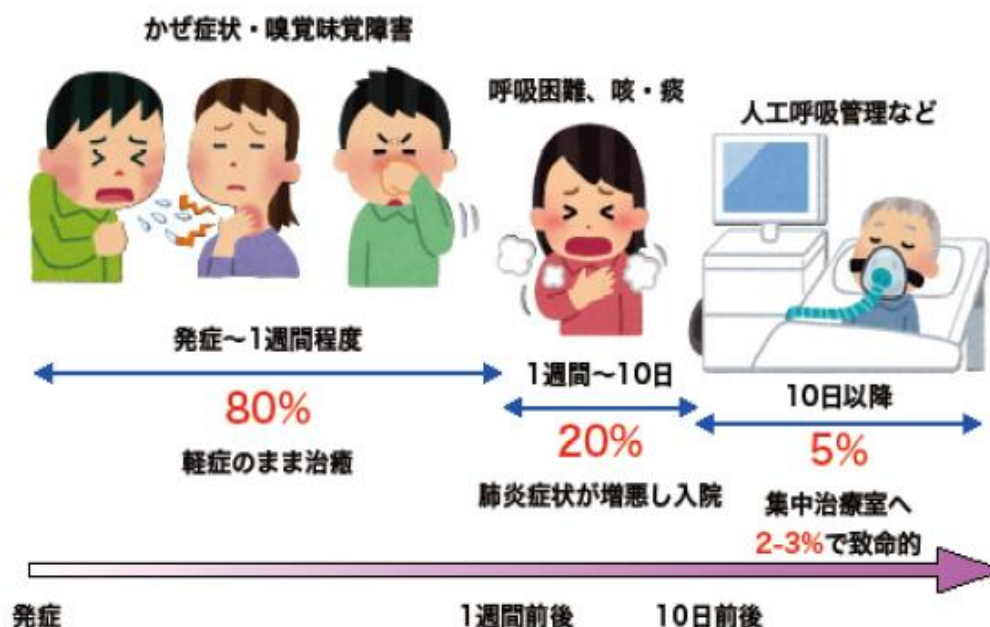 かぜ症状・嗅覚味覚障害
呼吸困難、咳・痰
人工呼吸管理など
発症～1週間程度
80%
軽症のまま治癒
1週間～10日
20%
肺炎症状が増悪し入院
10日以降
5%
集中治療室へ
2-3%で致命的
発症
1週間前後
10日前後